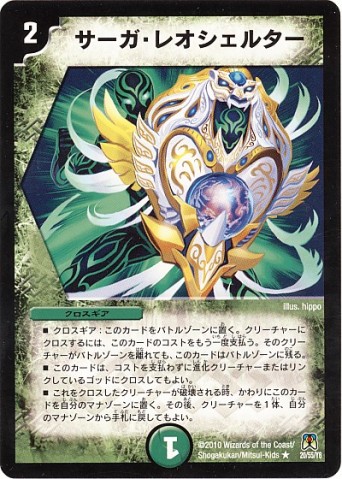 2
サーガ・レオシェルター
illus. hippo
クロスギア
■ クロスギア：このカードをバトルゾーンに置く。クリーチャーに
クロスするには、このカードのコストをもう一度支払う。そのクリー
チャーが離れても、このカードはバトルゾーンに残る。
■ このカードは、コストを支払わずに進化クリーチャーまたはリン
クしているゴッドにクロスしてもよい。
■ これをクロスしたクリーチャーが破壊される時、かわりにこのカー
ドを自分のマナゾーンに置く。その後、クリーチャーを1体、自分の
マナゾーンから手札に戻してもよい。
1
©2010 Wizards of the Coast/
Shogakukan/Mitsui-Kids ★
20/55/Y8